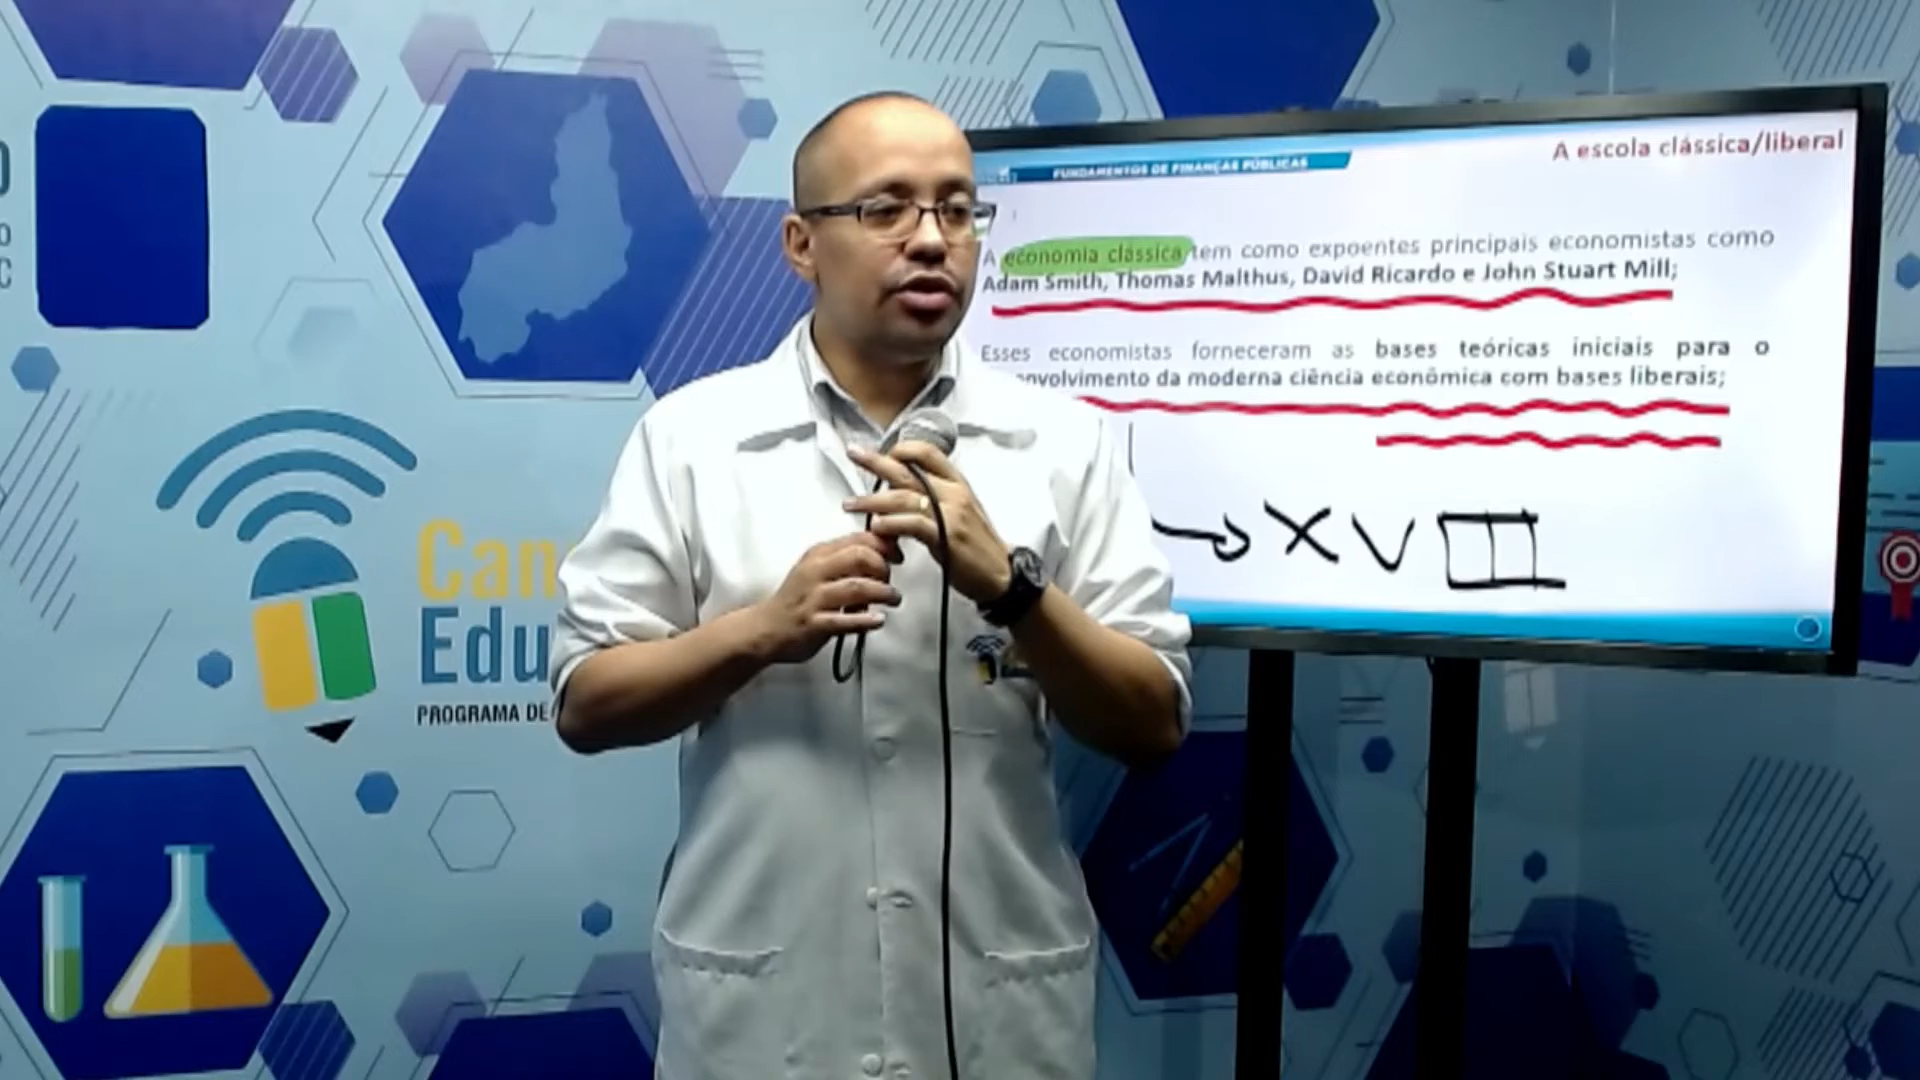 Can
Edu
PROGRAMA DE
A escola clássica/liberal
FUNDAMENTOS DE FINANÇAS PÚBLICAS
A economia clássica tem como expoentes principais economistas como
Adam Smith, Thomas Malthus, David Ricardo e John Stuart Mill;
Esses economistas forneceram as bases teóricas iniciais para o
envolvimento da moderna ciência econômica com bases liberais;
XVIII